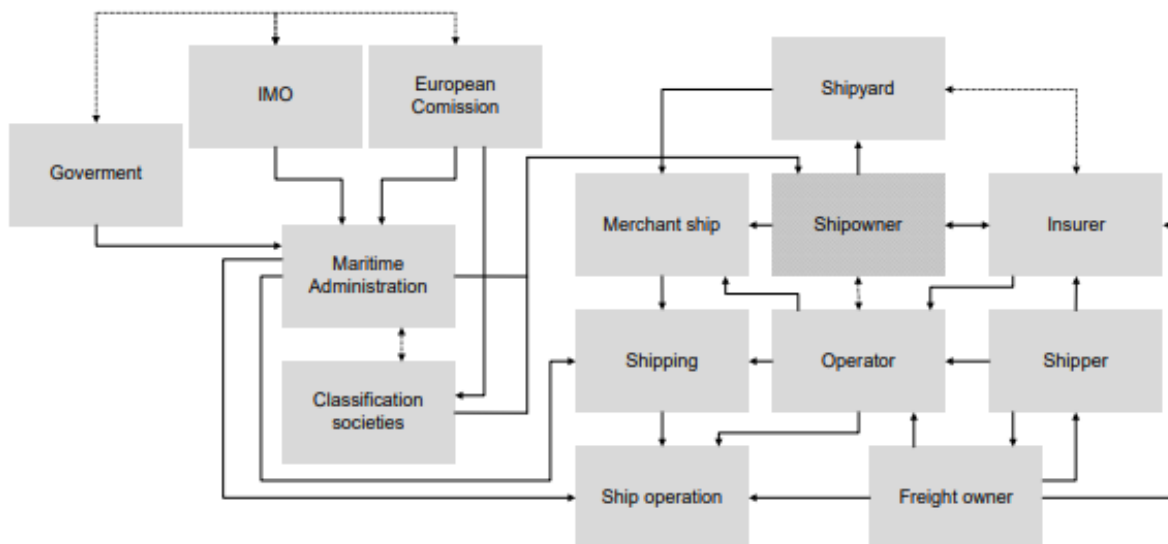 IMO
European
Comission
Shipyard
Goverment
Merchant ship
Shipowner
Insurer
Maritime
Administration
Shipping
Operator
Shipper
Classification
societies
Ship operation
Freight owner